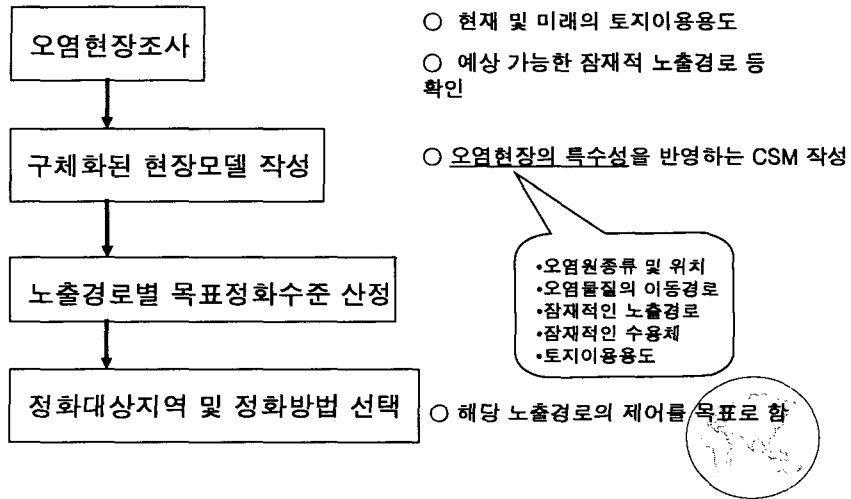 오염현장조사
○ 현재 및 미래의 토지이용용도
○ 예상 가능한 잠재적 노출경로 등
확인
구체화된 현장모델 작성
○ 오염현장의 특수성을 반영하는 CSM 작성
•오염원종류 및 위치
•오염물질의 이동경로
•잠재적인 노출경로
•잠재적인 수용체
•토지이용용도
노출경로별 목표정화수준 산정
정화대상지역 및 정화방법 선택
○ 해당 노출경로의 제어를 목표로 함